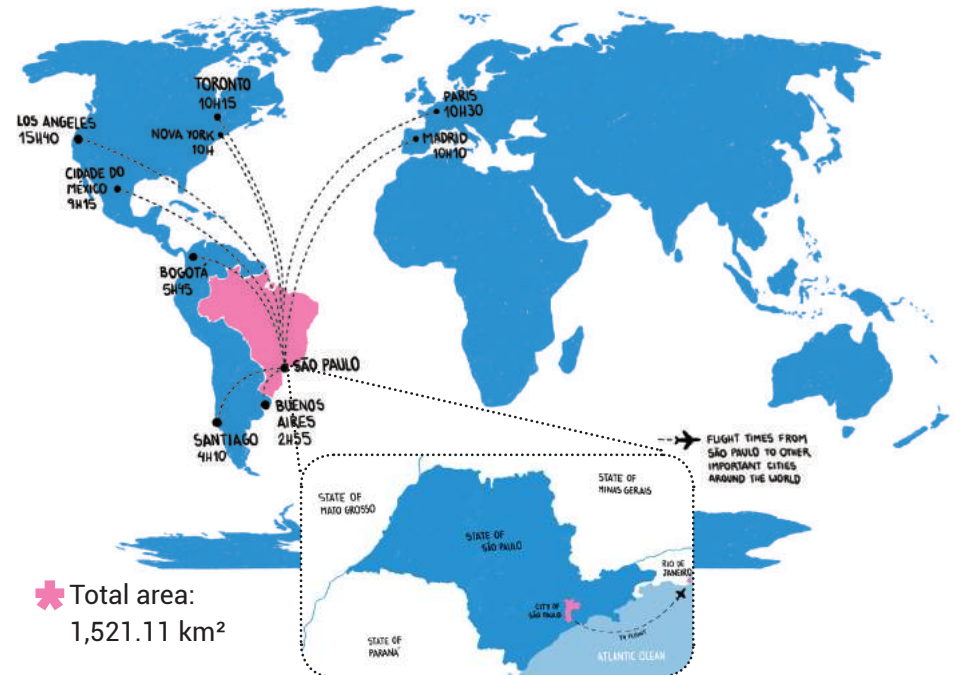 TORONTO
10H15
LOS ANGELES
15H40
NOVA YORK
10H
CIDADE DO
MÉXICO
9H15
PARIS
10H30
MADRID
10H10
BOGOTÁ
5H45
SÃO PAULO
BUENOS
AIRES
2H55
SANTIAGO
4H10
FLIGHT TIMES FROM
SÃO PAULO TO OTHER
IMPORTANT CITIES
AROUND THE WORLD
STATE OF
MATO GROSSO
STATE OF
MINAS GERAIS
STATE OF
SÃO PAULO
RIO DE
JANEIRO
CITY OF
SÃO PAULO
FLIGHT
STATE OF
PARANÁ
ATLANTIC OCEAN
Total area:
1,521.11 km²